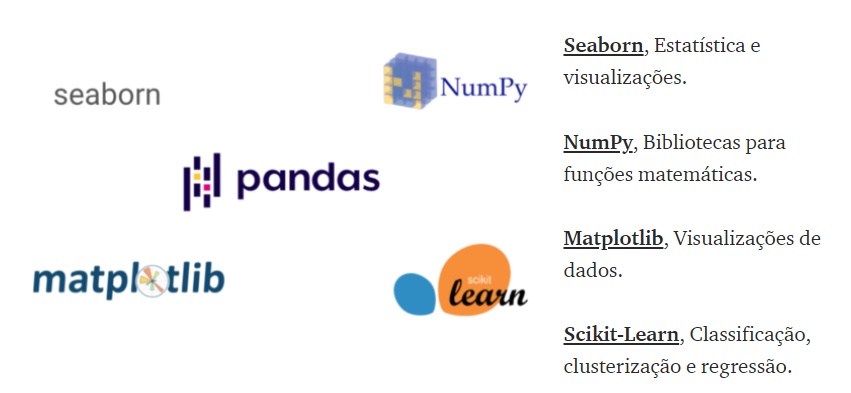 seaborn
NumPy
pandas
matplotlib
scikit
learn
Seaborn, Estatística e
visualizações.
NumPy, Bibliotecas para
funções matemáticas.
Matplotlib, Visualizações de
dados.
Scikit-Learn, Classificação,
clusterização e regressão.